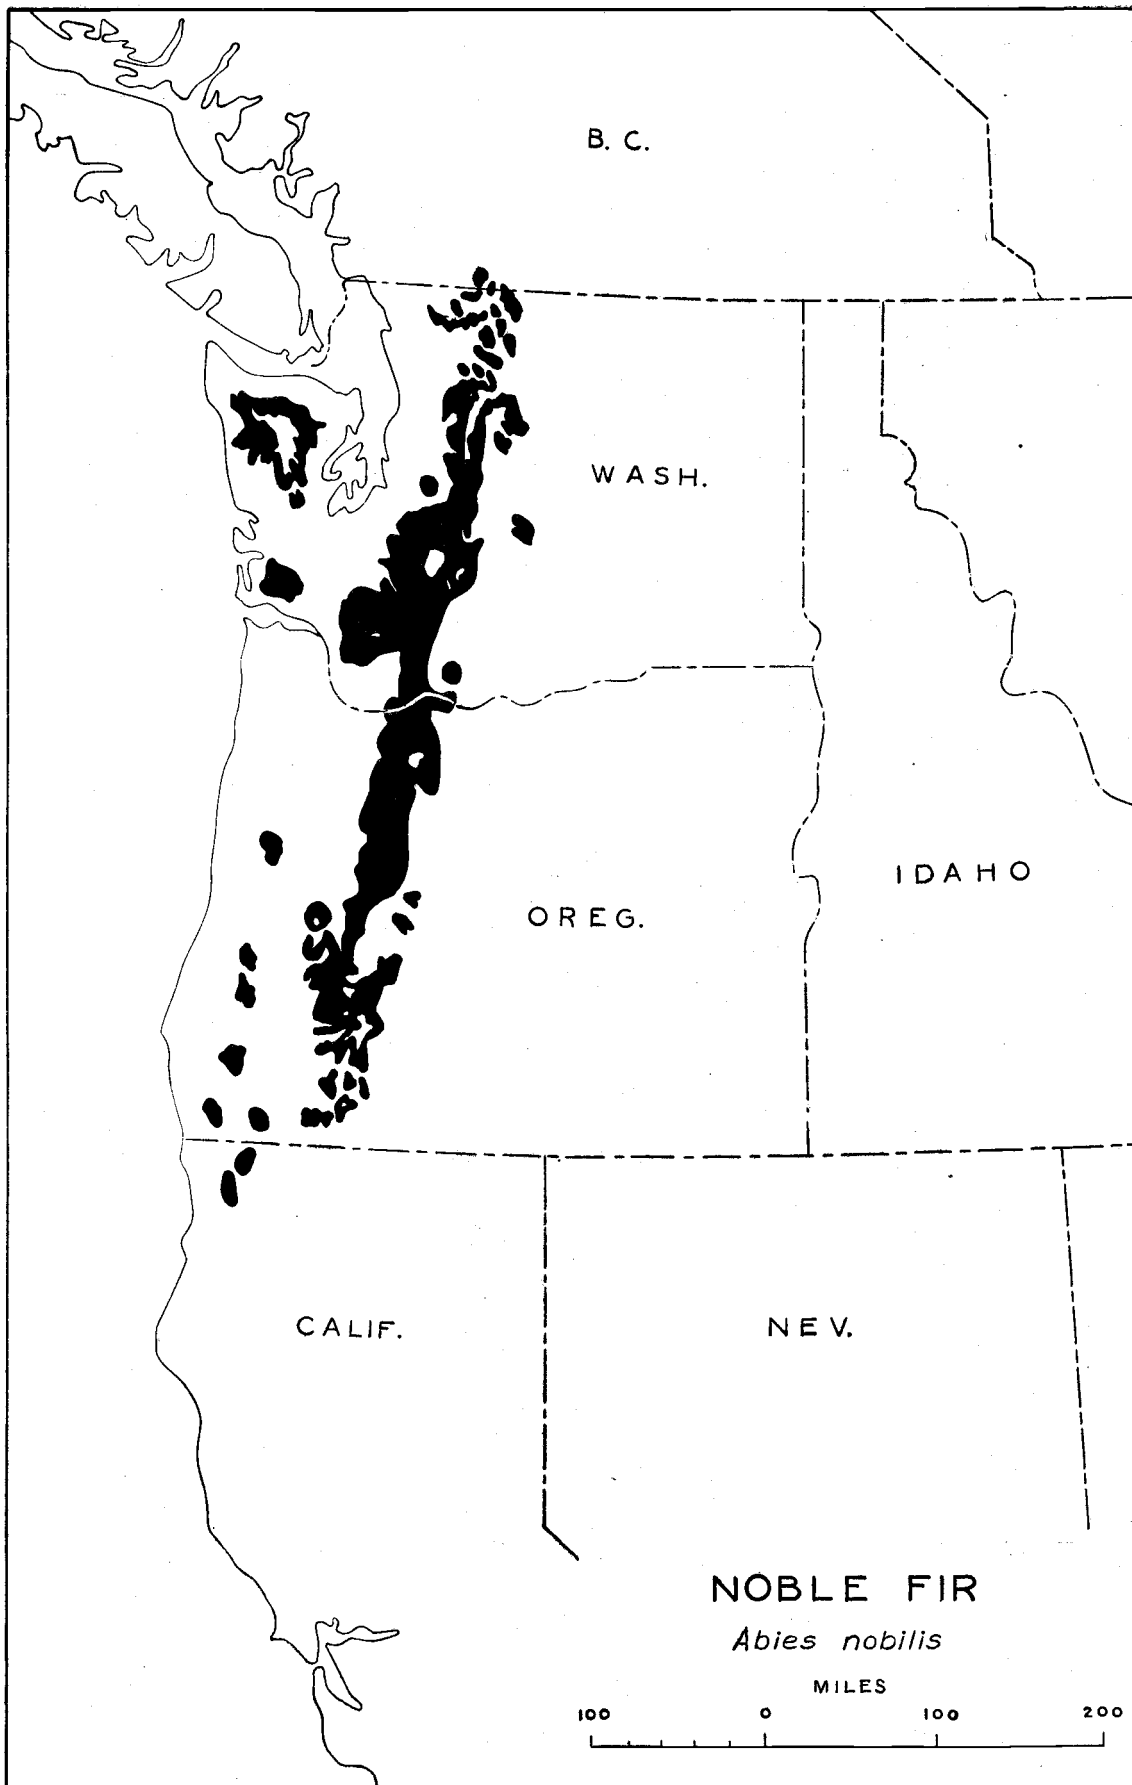 B. C.
WASH.
IDAHO
OREG.
CALIF.
NEV.
NOBLE FIR
Abies nobilis
MILES
100 0 100 200